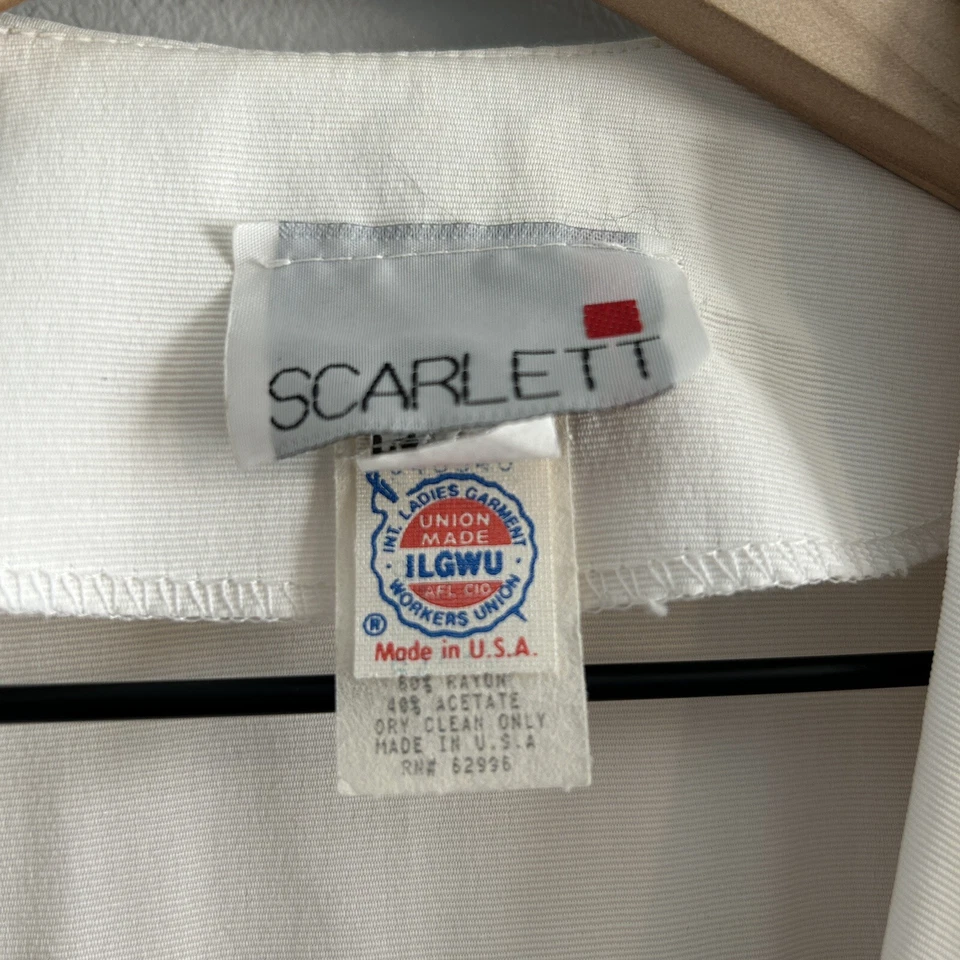 SCARLETT
INT. LADIES GARMENT
UNION
MADE
ILGWU
AFL CIO
WORKERS UNION
®
Made in U.S.A.
60% RAYON
40% ACETATE
DRY CLEAN ONLY
MADE IN U.S.A
RN# 62996